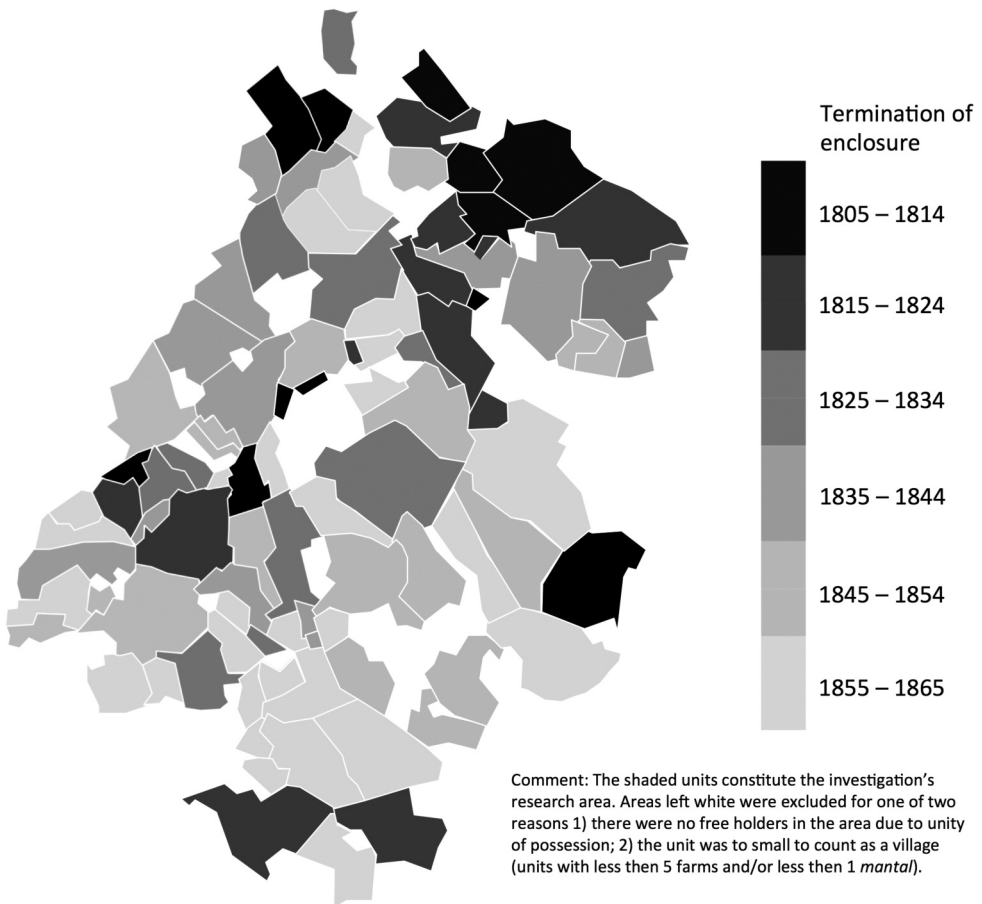 Termination of
enclosure
1805 – 1814
1815 – 1824
1825 – 1834
1835 – 1844
1845 – 1854
1855 – 1865
Comment: The shaded units constitute the investigation’s
research area. Areas left white were excluded for one of two
reasons 1) there were no free holders in the area due to unity
of possession; 2) the unit was to small to count as a village
(units with less then 5 farms and/or less then 1 mantal).